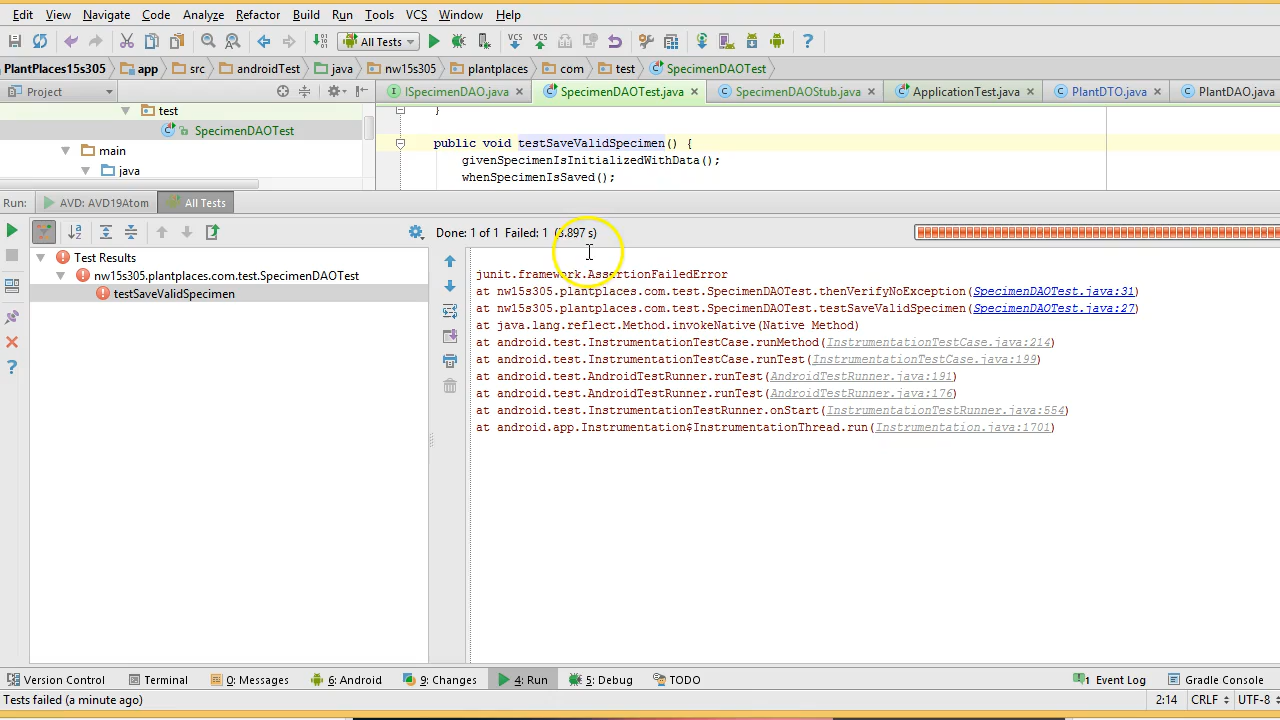 Edit View Navigate Code Analyze Refactor Build Run Tools VCS Window Help
All Tests VCS VCS ?
PlantPlaces15s305 app src androidTest java nw15s305 plantplaces com test SpecimenDAOTest
Project ISpecimenDAO.java SpecimenDAOTest.java SpecimenDAOStub.java ApplicationTest.java PlantDTO.java PlantDAO.java
test
}
SpecimenDAOTest
public void testSaveValidSpecimen() {
main
givenSpecimenIsInitializedWithData();
java
whenSpecimenIsSaved();
Run: AVD: AVD19Atom All Tests
Done: 1 of 1 Failed: 1 (3.897 s)
Test Results
nw15s305.plantplaces.com.test.SpecimenDAOTest
testSaveValidSpecimen
junit.framework.AssertionFailedError
at nw15s305.plantplaces.com.test.SpecimenDAOTest.thenVerifyNoException(SpecimenDAOTest.java:31)
at nw15s305.plantplaces.com.test.SpecimenDAOTest.testSaveValidSpecimen(SpecimenDAOTest.java:27)
at java.lang.reflect.Method.invokeNative(Native Method)
at android.test.InstrumentationTestCase.runMethod(InstrumentationTestCase.java:214)
at android.test.InstrumentationTestCase.runTest(InstrumentationTestCase.java:199)
at android.test.AndroidTestRunner.runTest(AndroidTestRunner.java:191)
at android.test.AndroidTestRunner.runTest(AndroidTestRunner.java:176)
at android.test.InstrumentationTestRunner.onStart(InstrumentationTestRunner.java:554)
at android.app.Instrumentation$InstrumentationThread.run(Instrumentation.java:1701)
?
Version Control Terminal 0: Messages 6: Android 9: Changes 4: Run 5: Debug TODO 1 Event Log Gradle Console
Tests failed (a minute ago) 2:14 CRLF UTF-8